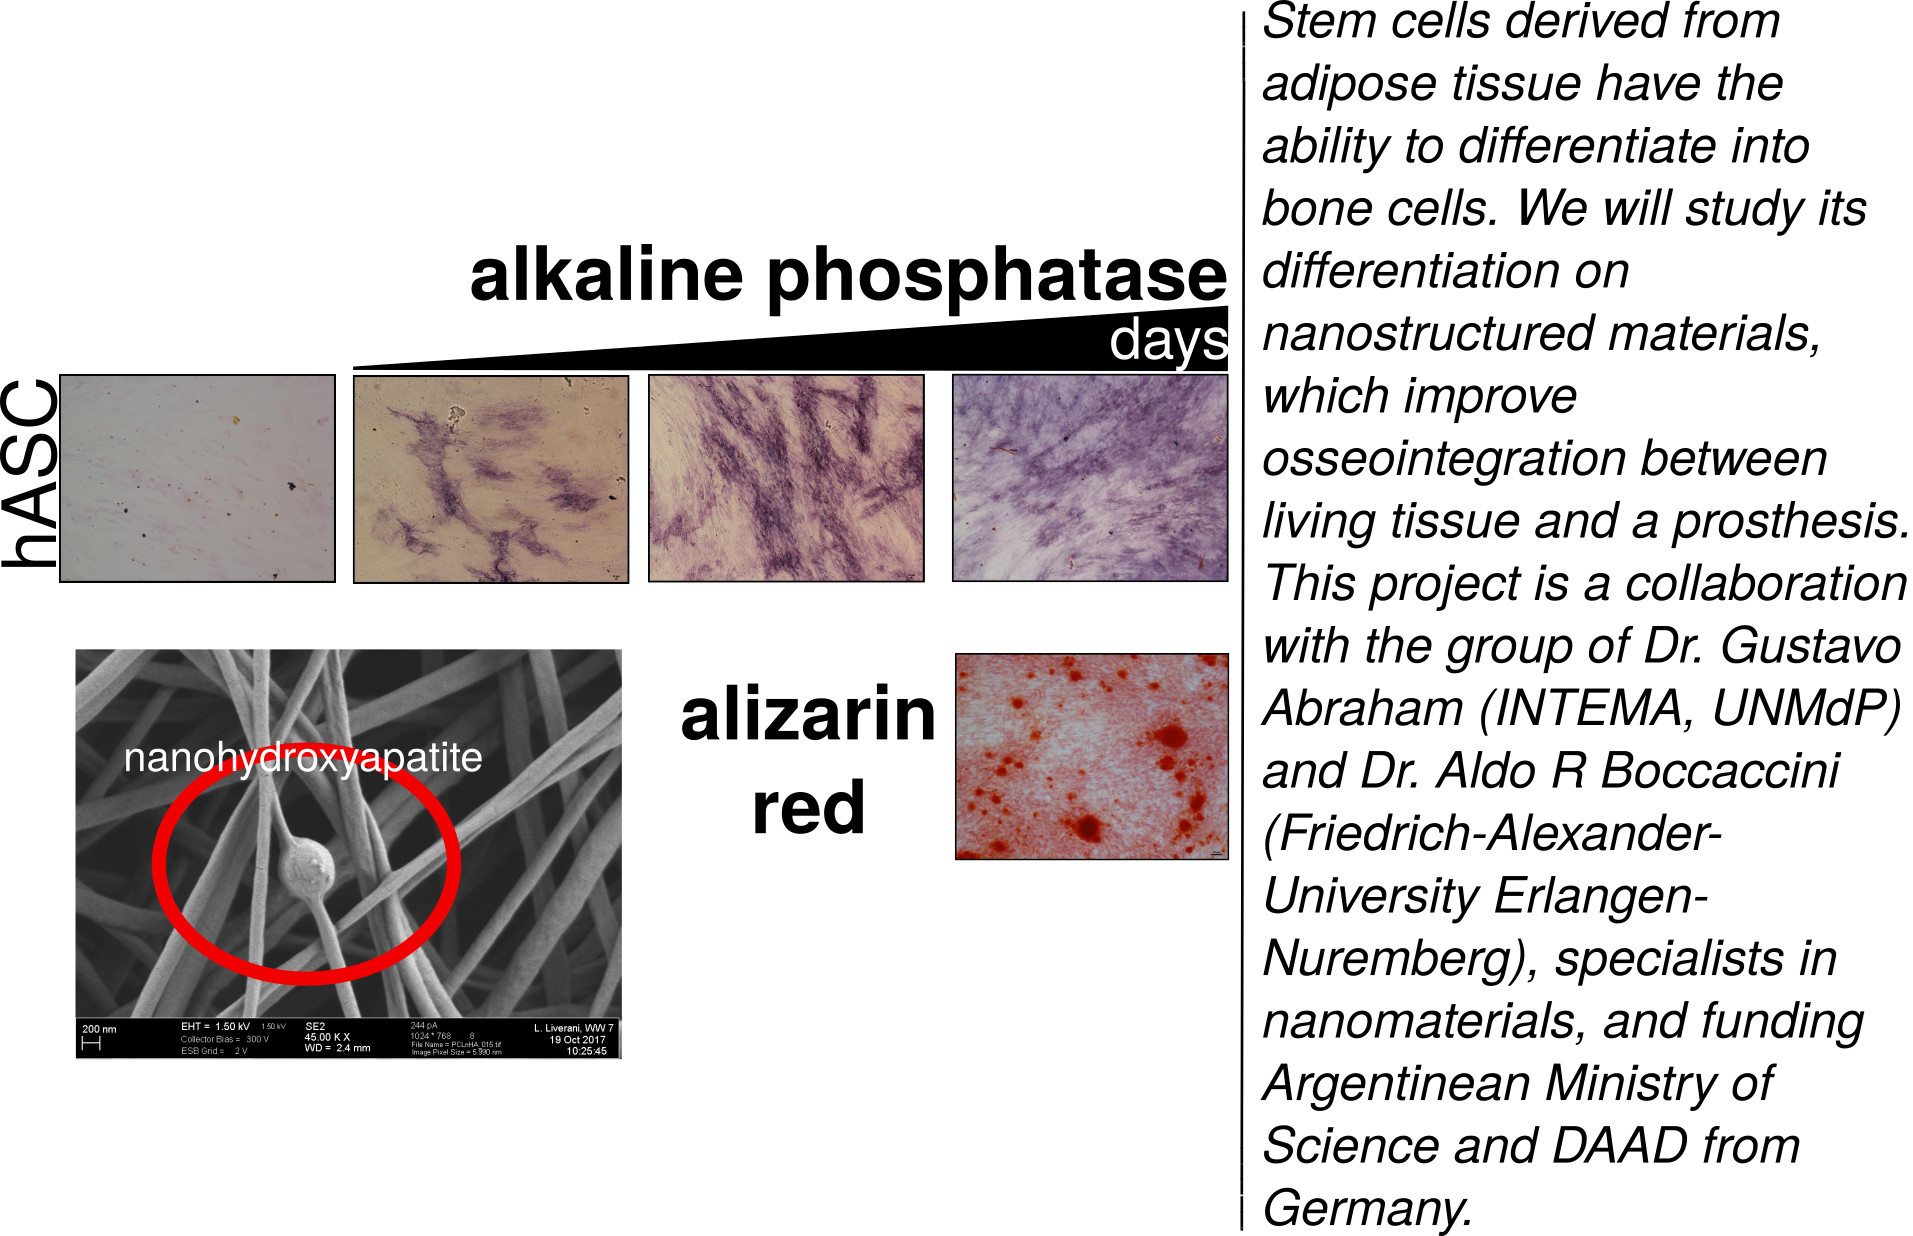 alkaline phosphatase
days
hASC
nanohydroxyapatite
alizarin
red
200 nm
EHT = 1.50 kV 1.50 kV
Collector Bias = 300 V
ESB Grid = 2 V
SE2
45.00 K X
WD = 2.4 mm
244 pA
1024 * 768 8
File Name = PCLnHA_015.tif
Image Pixel Size = 5.990 nm
L. Liverani, WW 7
19 Oct 2017
10:25:45
Stem cells derived from
adipose tissue have the
ability to differentiate into
bone cells. We will study its
differentiation on
nanostructured materials,
which improve
osseointegration between
living tissue and a prosthesis.
This project is a collaboration
with the group of Dr. Gustavo
Abraham (INTEMA, UNMdP)
and Dr. Aldo R Boccaccini
(Friedrich-Alexander-
University Erlangen-
Nuremberg), specialists in
nanomaterials, and funding
Argentinean Ministry of
Science and DAAD from
Germany.